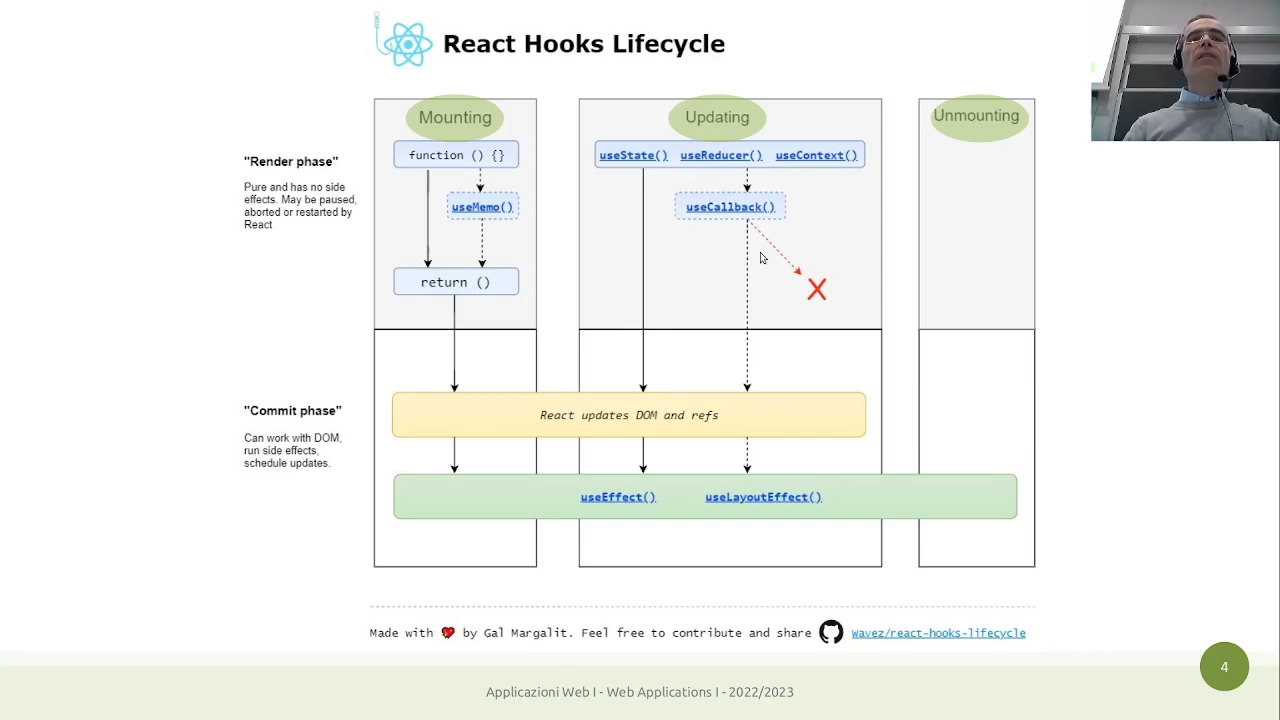 React Hooks Lifecycle
Mounting
Updating
Unmounting
"Render phase"
Pure and has no side
effects. May be paused,
aborted or restarted by
React
function () {}
useMemo()
return ()
useState() useReducer() useContext()
useCallback()
X
"Commit phase"
Can work with DOM,
run side effects,
schedule updates.
React updates DOM and refs
useEffect() useLayoutEffect()
Made with ❤ by Gal Margalit. Feel free to contribute and share Wavez/react-hooks-lifecycle
4
Applicazioni Web I - Web Applications I - 2022/2023